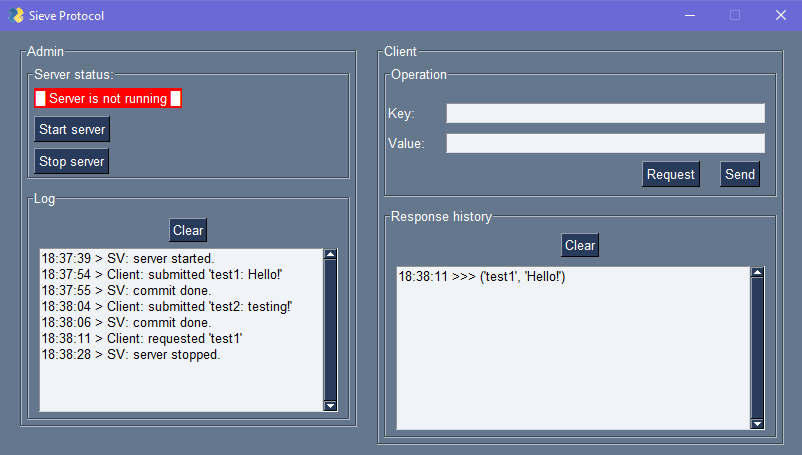 Sieve Protocol
Admin
Server status:
Server is not running
Start server
Stop server
Log
Clear
18:37:39 > SV: server started.
18:37:54 > Client: submitted 'test1: Hello!'
18:37:55 > SV: commit done.
18:38:04 > Client: submitted 'test2: testing!'
18:38:06 > SV: commit done.
18:38:11 > Client: requested 'test1'
18:38:28 > SV: server stopped.
Client
Operation
Key:
Value:
Request Send
Response history
Clear
18:38:11 >>> ('test1', 'Hello!')